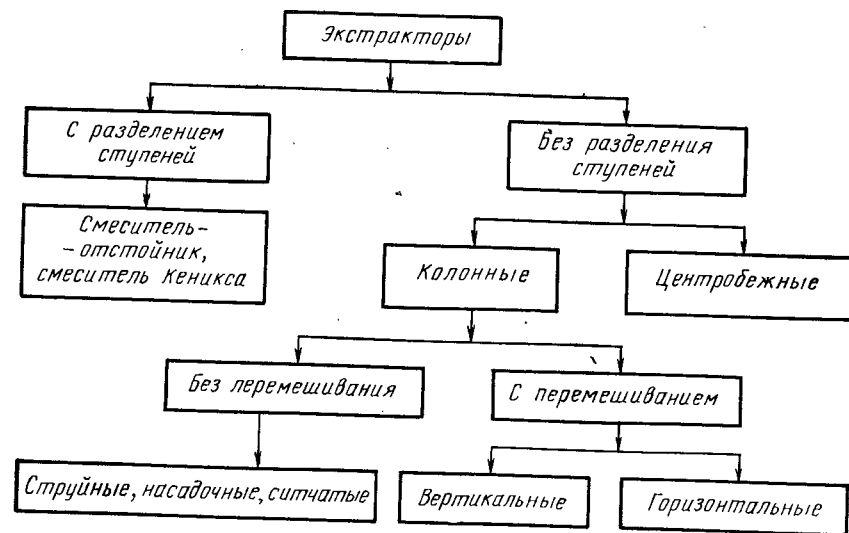 Экстракторы
С разделением
ступеней
Без разделения
ступеней
Смеситель-
-отстойник,
смеситель Кеникса
Колонные
Центробежные
Без перемешивания
С перемешиванием
Струйные, насадочные, ситчатые
Вертикальные
Горизонтальные